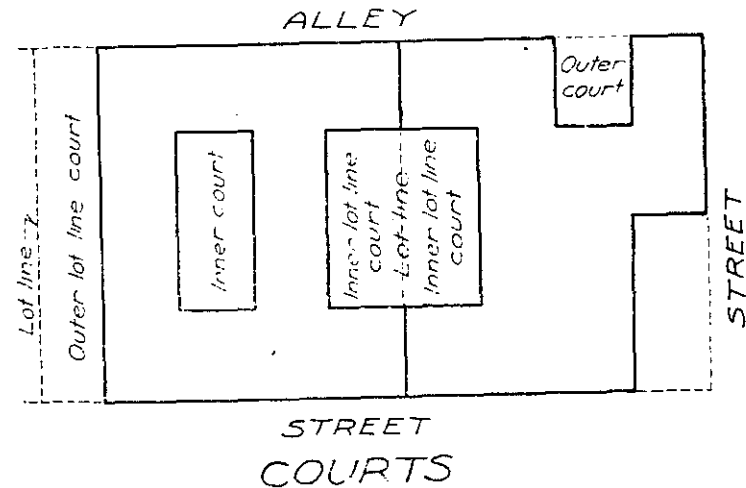 ALLEY
Outer
court
Lot line
Outer lot line court
Inner court
Inner lot line
court
Lot line
Inner lot line
court
STREET
STREET
COURTS